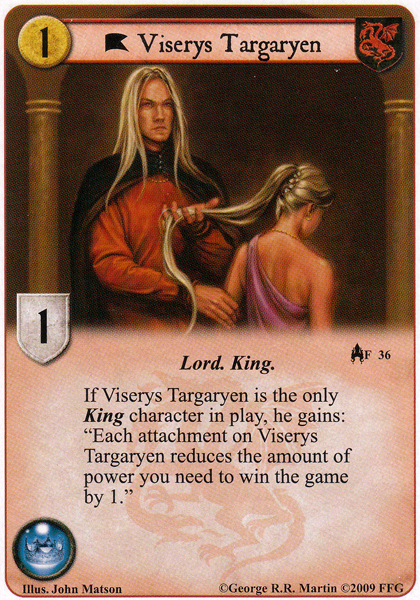 1
Viserys Targaryen
1
Lord. King.
F 36
If Viserys Targaryen is the only
King character in play, he gains:
“Each attachment on Viserys
Targaryen reduces the amount of
power you need to win the game
by 1.”
Illus. John Matson
©George R.R. Martin ©2009 FFG